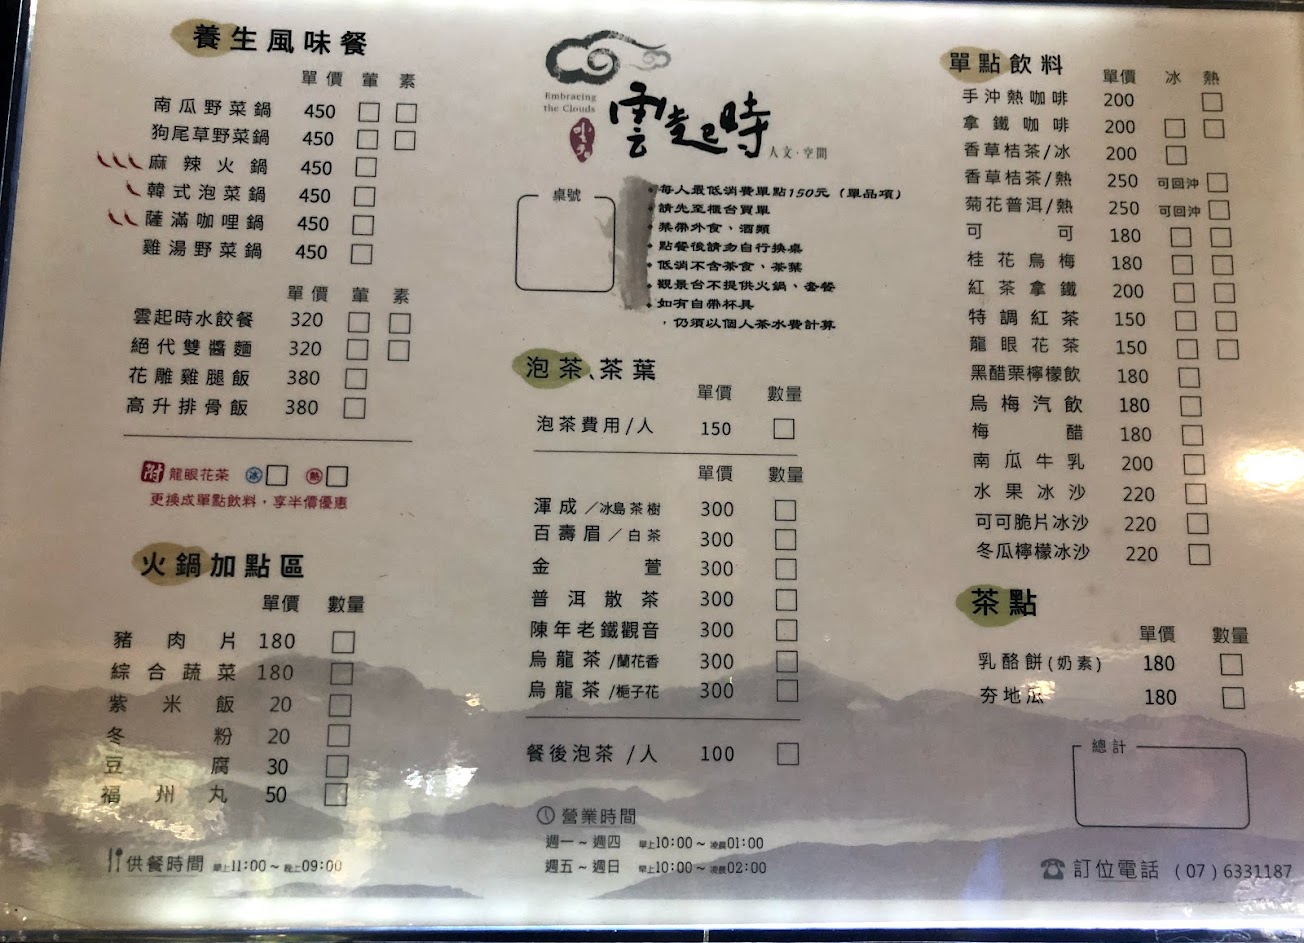 養生風味餐
單價 葷 素
南瓜野菜鍋 450
狗尾草野菜鍋 450
麻辣火鍋 450
韓式泡菜鍋 450
薩滿咖哩鍋 450
雞湯野菜鍋 450
單價 葷 素
雲起時水餃餐 320
絕代雙醬麵 320
花雕雞腿飯 380
高升排骨飯 380
附 龍眼花茶 冰 熱
更換成單點飲料，享半價優惠
火鍋加點區
單價 數量
豬肉片 180
綜合蔬菜 180
紫米飯 20
冬粉 20
豆腐 30
福州丸 50
供餐時間 早上11:00~晚上09:00
Embracing
the Clouds
雲起時
人文·空間
桌號
•每人最低消費單點150元（單品項）
•請先至櫃台買單
•禁帶外食、酒類
•點餐後請勿自行換桌
•低消不含茶食、茶葉
•觀景台不提供火鍋、套餐
•如有自帶杯具
，仍須以個人茶水費計算
泡茶、茶葉
單價 數量
泡茶費用/人 150
單價 數量
渾成／冰島茶樹 300
百壽眉／白茶 300
金萱 300
普洱散茶 300
陳年老鐵觀音 300
烏龍茶/蘭花香 300
烏龍茶/梔子花 300
餐後泡茶/人 100
營業時間
週一~週四 早上10:00~凌晨01:00
週五~週日 早上10:00~凌晨02:00
單點飲料
單價 冰 熱
手沖熱咖啡 200
拿鐵咖啡 200
香草桔茶/冰 200
香草桔茶/熱 250 可回沖
菊花普洱/熱 250 可回沖
可可 180
桂花烏梅 180
紅茶拿鐵 200
特調紅茶 150
龍眼花茶 150
黑醋栗檸檬飲 180
烏梅汽飲 180
梅醋 180
南瓜牛乳 200
水果冰沙 220
可可脆片冰沙 220
冬瓜檸檬冰沙 220
茶點
單價 數量
乳酪餅(奶素) 180
夯地瓜 180
總計
訂位電話 (07)6331187